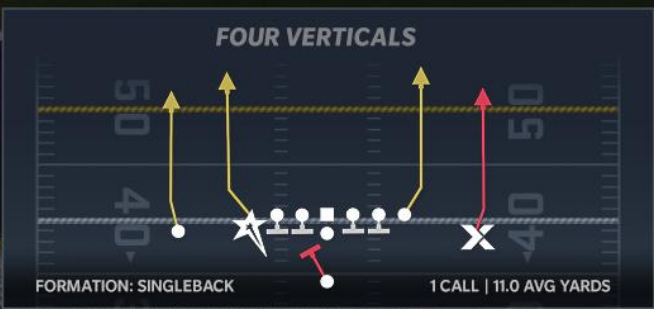 FOUR VERTICALS
50
50
40
40
FORMATION: SINGLEBACK
1 CALL | 11.0 AVG YARDS